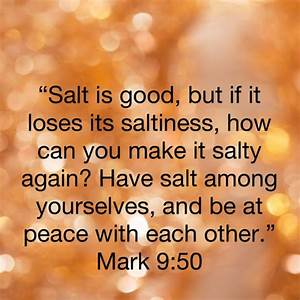 “Salt is good, but if it
loses its saltiness, how
can you make it salty
again? Have salt among
yourselves, and be at
peace with each other.”
Mark 9:50